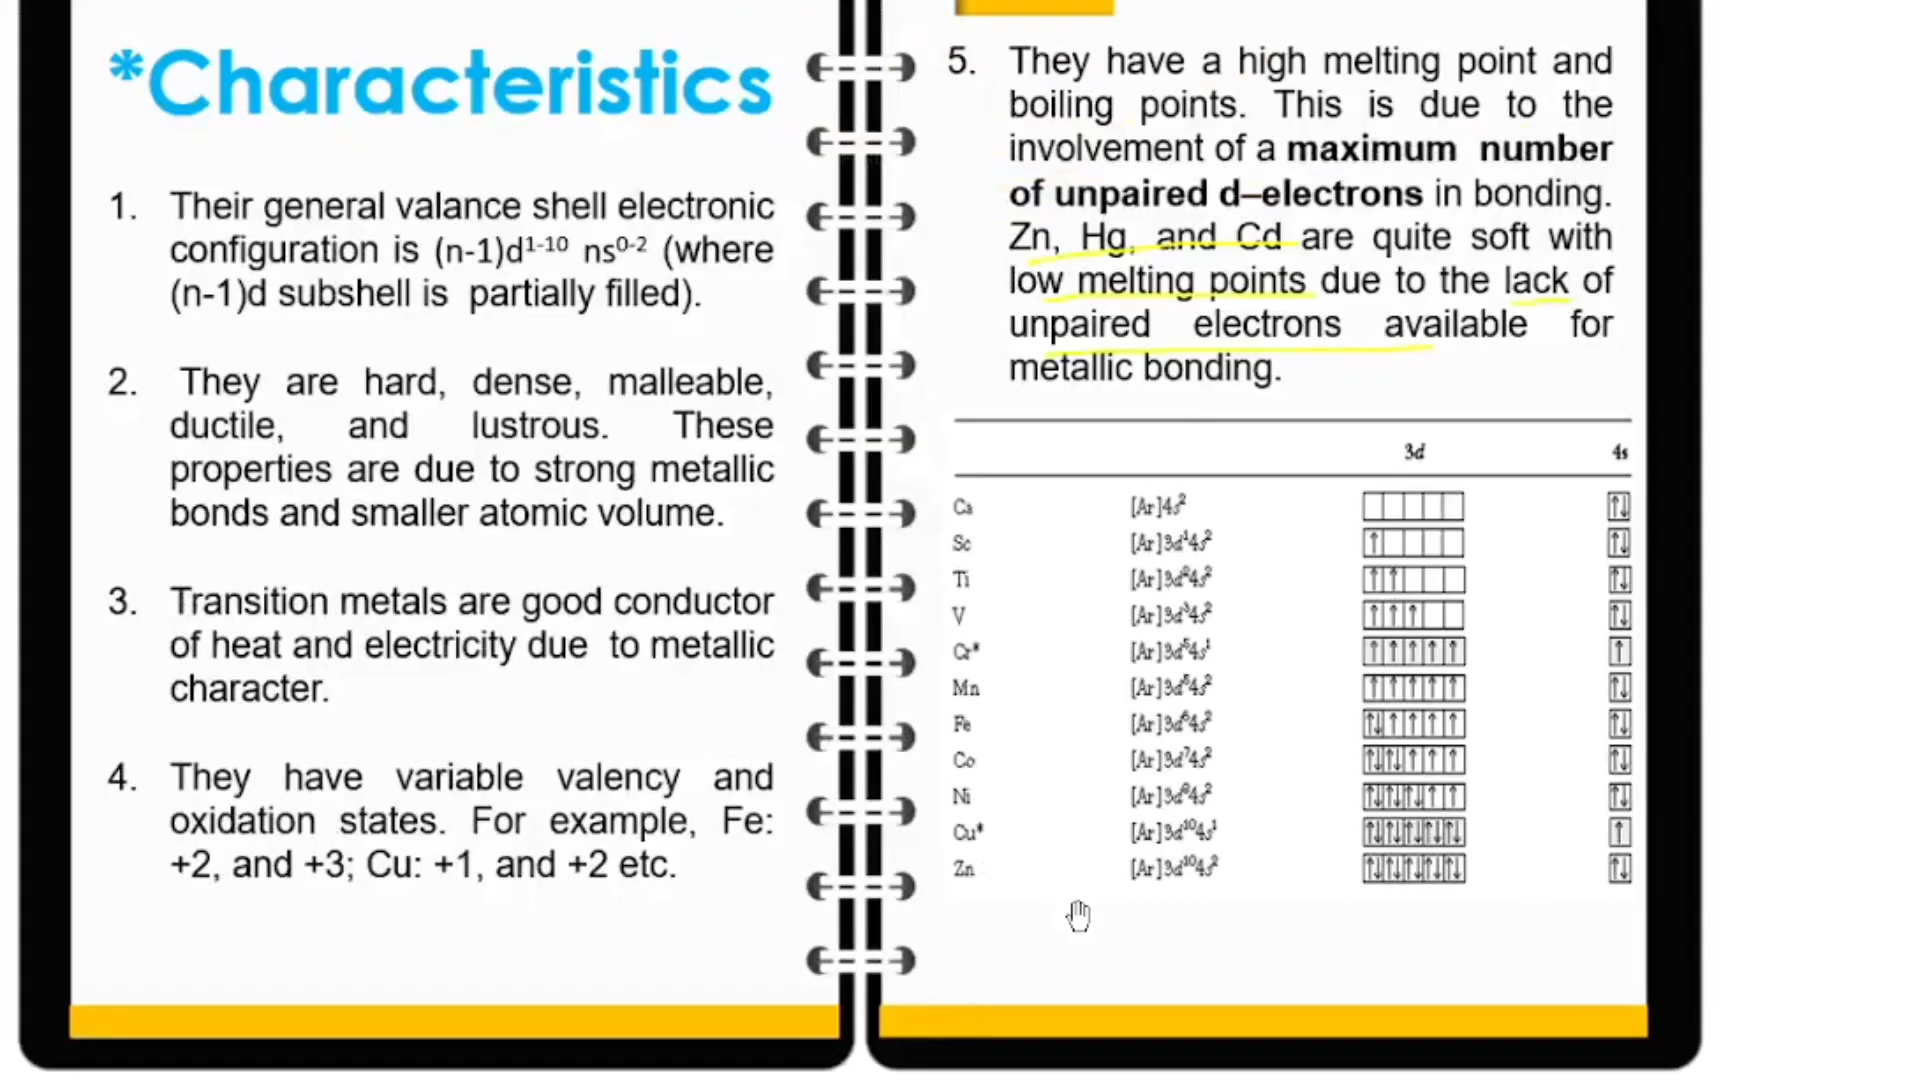 *Characteristics
1. Their general valance shell electronic
configuration is (n-1)d¹⁻¹⁰ ns⁰⁻² (where
(n-1)d subshell is partially filled).
2. They are hard, dense, malleable,
ductile, and lustrous. These
properties are due to strong metallic
bonds and smaller atomic volume.
3. Transition metals are good conductor
of heat and electricity due to metallic
character.
4. They have variable valency and
oxidation states. For example, Fe:
+2, and +3; Cu: +1, and +2 etc.
5. They have a high melting point and
boiling points. This is due to the
involvement of a maximum number
of unpaired d–electrons in bonding.
Zn, Hg, and Cd are quite soft with
low melting points due to the lack of
unpaired electrons available for
metallic bonding.
3d 4s
Ca [Ar]4s² ↑↓
Sc [Ar]3d¹4s² ↑ ↑↓
Ti [Ar]3d²4s² ↑ ↑ ↑↓
V [Ar]3d³4s² ↑ ↑ ↑ ↑↓
Cr* [Ar]3d⁵4s¹ ↑ ↑ ↑ ↑ ↑ ↑
Mn [Ar]3d⁵4s² ↑ ↑ ↑ ↑ ↑ ↑↓
Fe [Ar]3d⁶4s² ↑↓ ↑ ↑ ↑ ↑ ↑↓
Co [Ar]3d⁷4s² ↑↓ ↑↓ ↑ ↑ ↑ ↑↓
Ni [Ar]3d⁸4s² ↑↓ ↑↓ ↑↓ ↑ ↑ ↑↓
Cu* [Ar]3d¹⁰4s¹ ↑↓ ↑↓ ↑↓ ↑↓ ↑↓ ↑
Zn [Ar]3d¹⁰4s² ↑↓ ↑↓ ↑↓ ↑↓ ↑↓ ↑↓